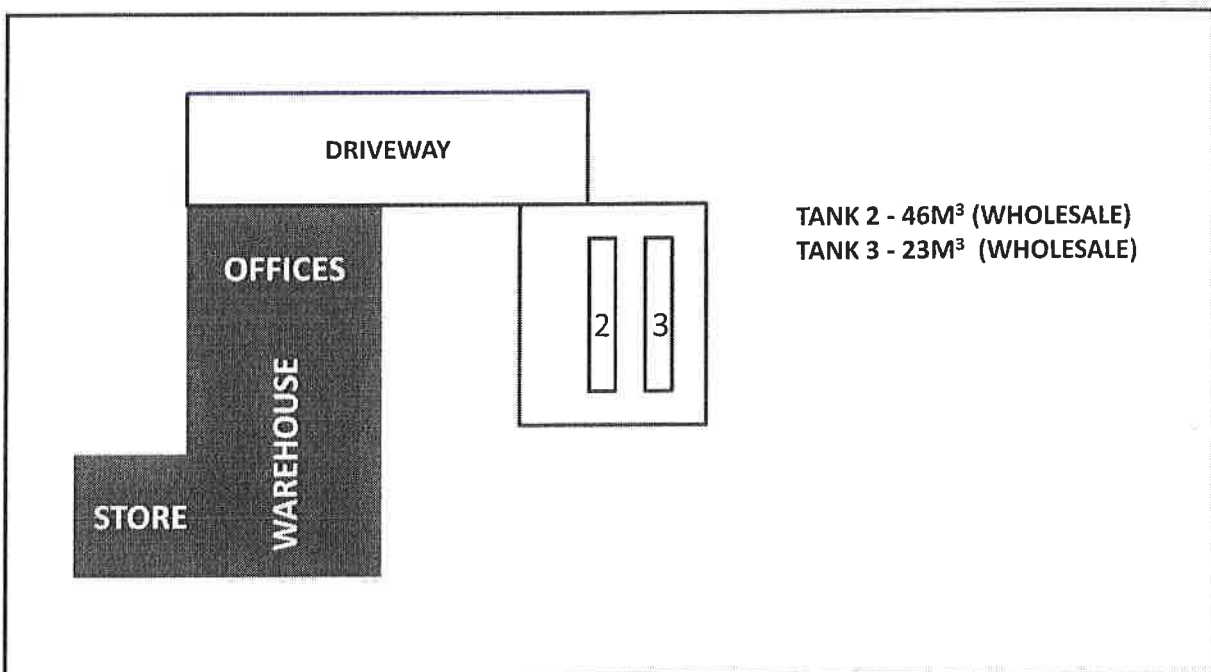 DRIVEWAY
TANK 2 - 46M³ (WHOLESALE)
TANK 3 - 23M³ (WHOLESALE)
OFFICES
2 3
WAREHOUSE
STORE